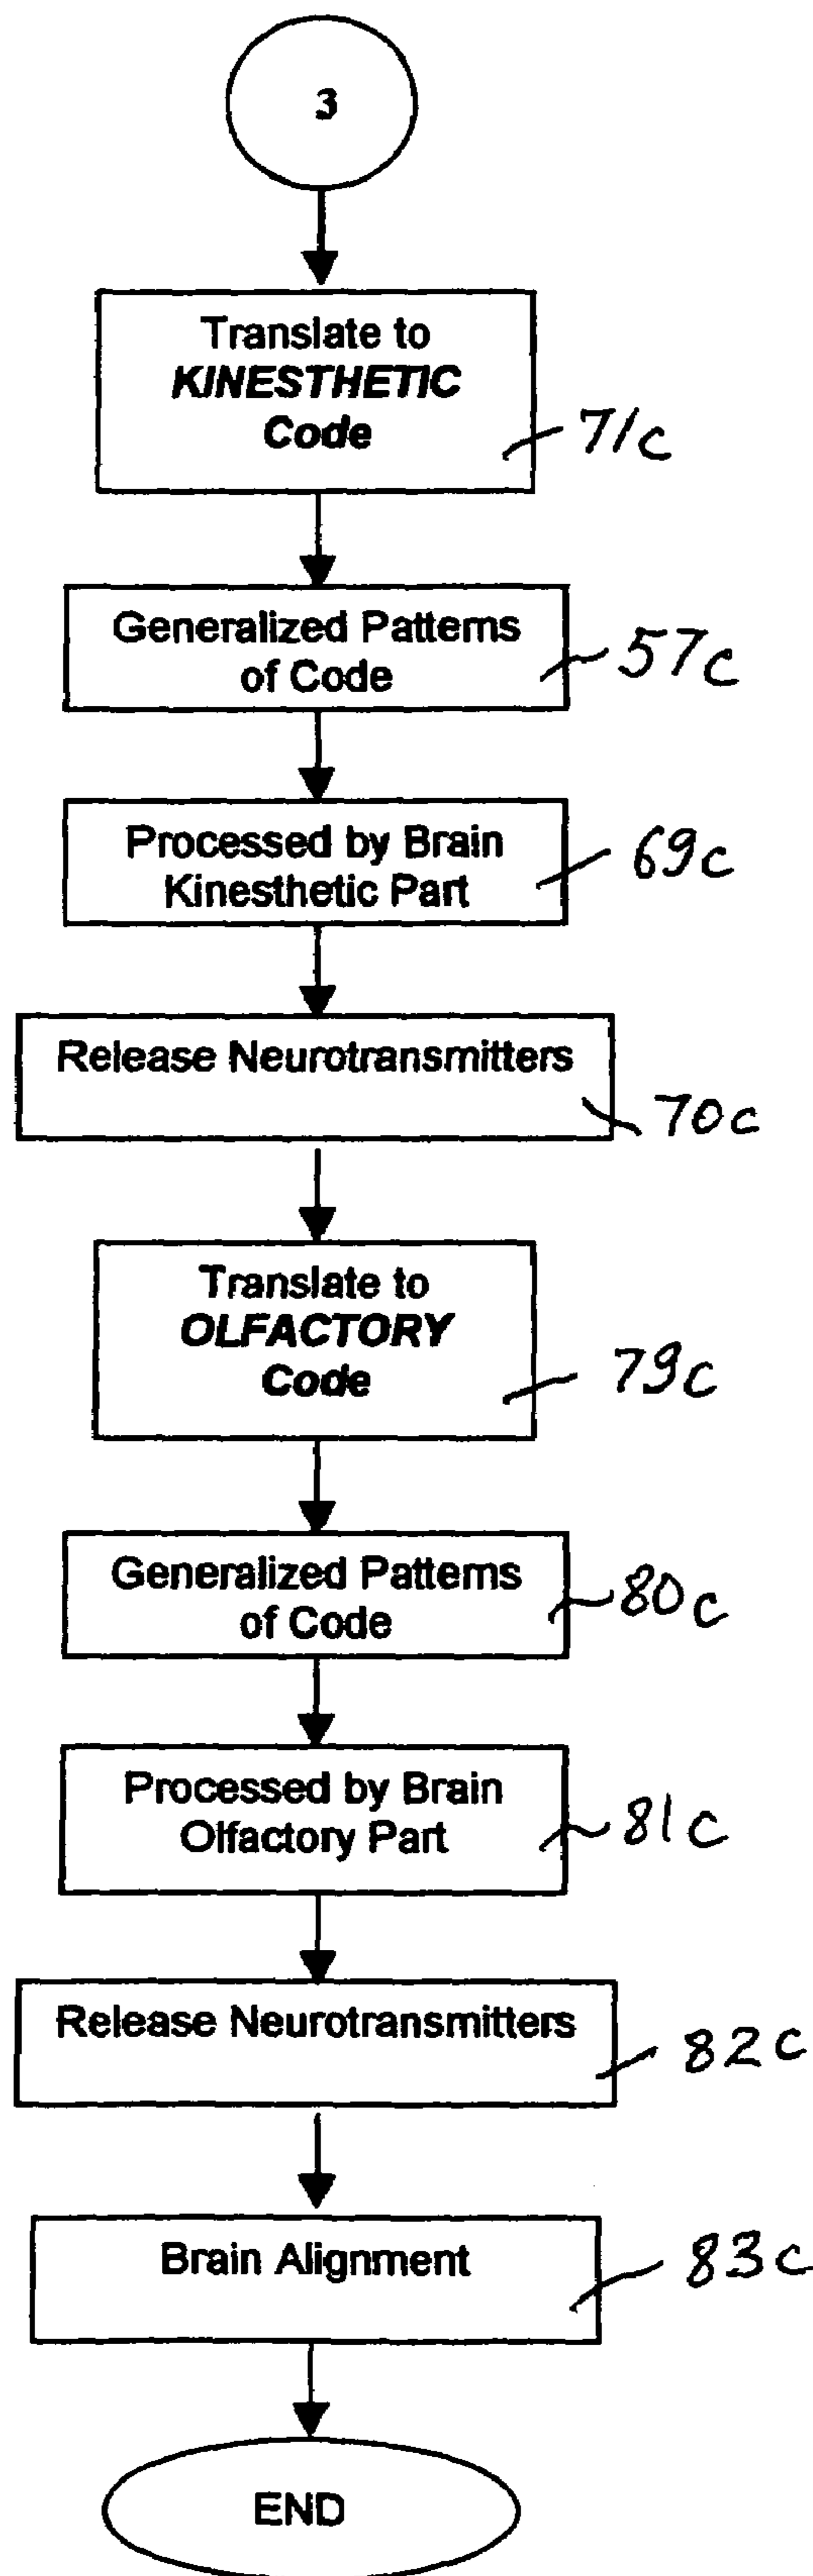 3
Translate to
KINESTHETIC
Code
71c
Generalized Patterns
of Code
57c
Processed by Brain
Kinesthetic Part
69c
Release Neurotransmitters
70c
Translate to
OLFACTORY
Code
79c
Generalized Patterns
of Code
80c
Processed by Brain
Olfactory Part
81c
Release Neurotransmitters
82c
Brain Alignment
83c
END